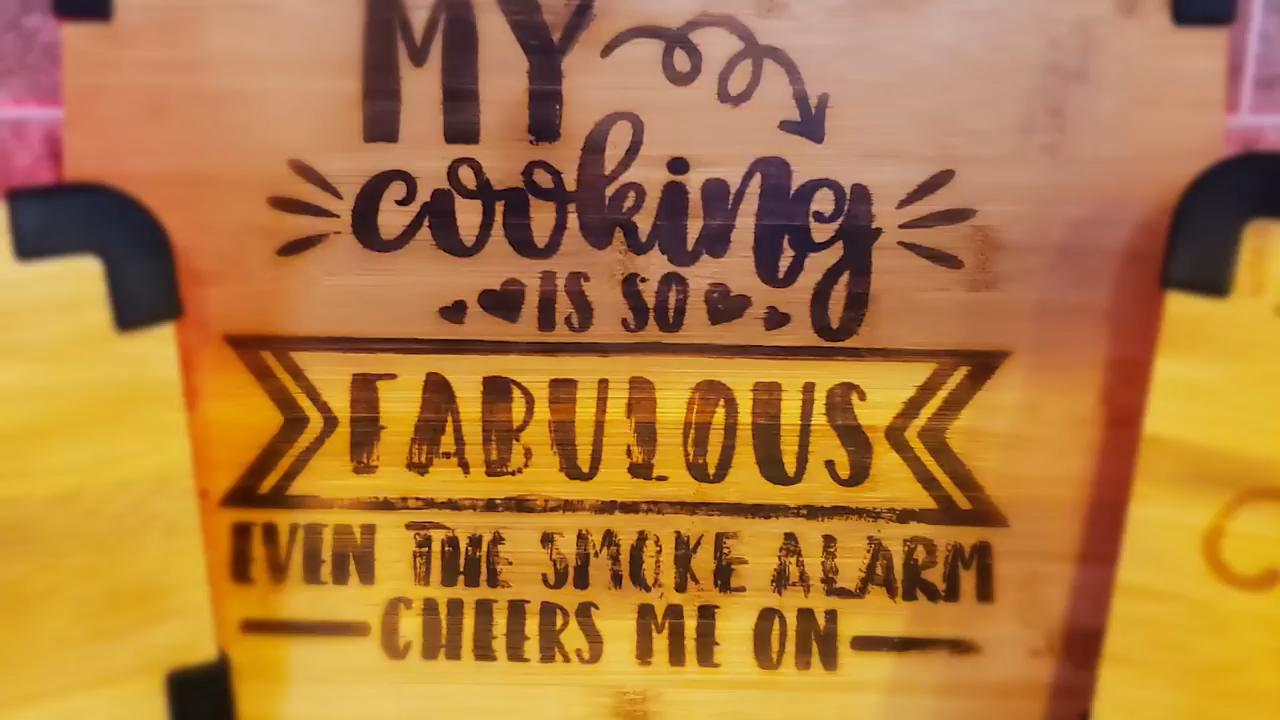 MY
cooking
IS SO
FABULOUS
EVEN THE SMOKE ALARM
CHEERS ME ON